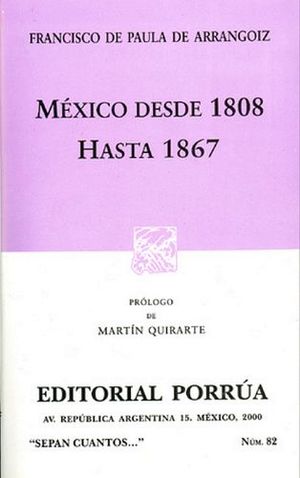 FRANCISCO DE PAULA DE ARRANGOIZ
MÉXICO DESDE 1808
HASTA 1867
PRÓLOGO
DE
MARTÍN QUIRARTE
EDITORIAL PORRÚA
AV. REPÚBLICA ARGENTINA 15. MÉXICO, 2000
"SEPAN CUANTOS..." NÚM. 82